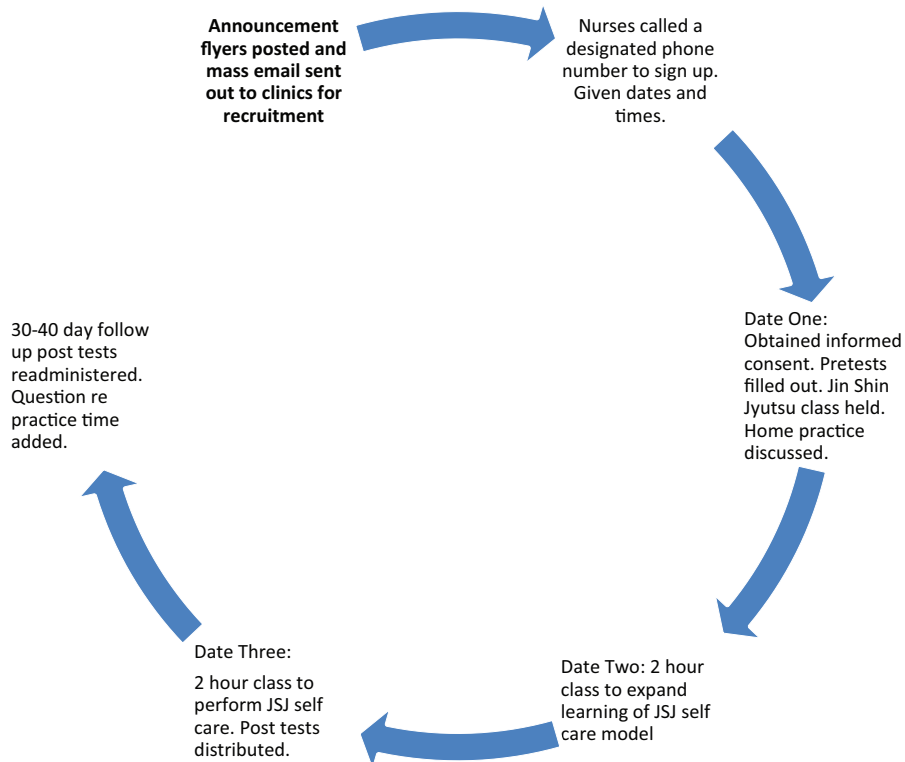 Announcement
flyers posted and
mass email sent
out to clinics for
recruitment
Nurses called a
designated phone
number to sign up.
Given dates and
times.
Date One:
Obtained informed
consent. Pretests
filled out. Jin Shin
Jyutsu class held.
Home practice
discussed.
Date Two: 2 hour
class to expand
learning of JSJ self
care model
Date Three:
2 hour class to
perform JSJ self
care. Post tests
distributed.
30-40 day follow
up post tests
readministered.
Question re
practice time
added.